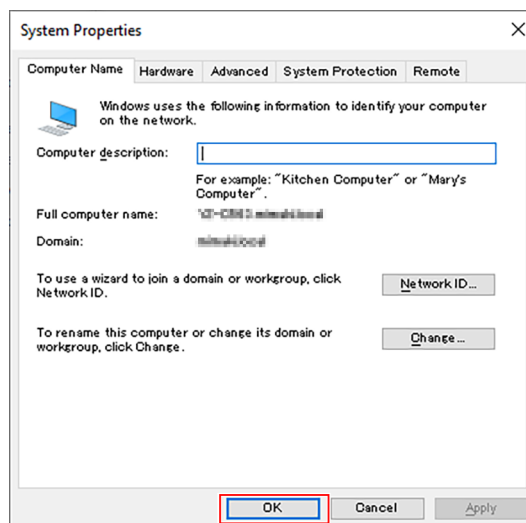 System Properties
Computer Name
Hardware
Advanced
System Protection
Remote
Windows uses the following information to identify your computer
on the network.
Computer description:
For example: "Kitchen Computer" or "Mary's
Computer".
Full computer name:
Domain:
To use a wizard to join a domain or workgroup, click
Network ID.
Network ID...
To rename this computer or change its domain or
workgroup, click Change.
Change...
OK
Cancel
Apply